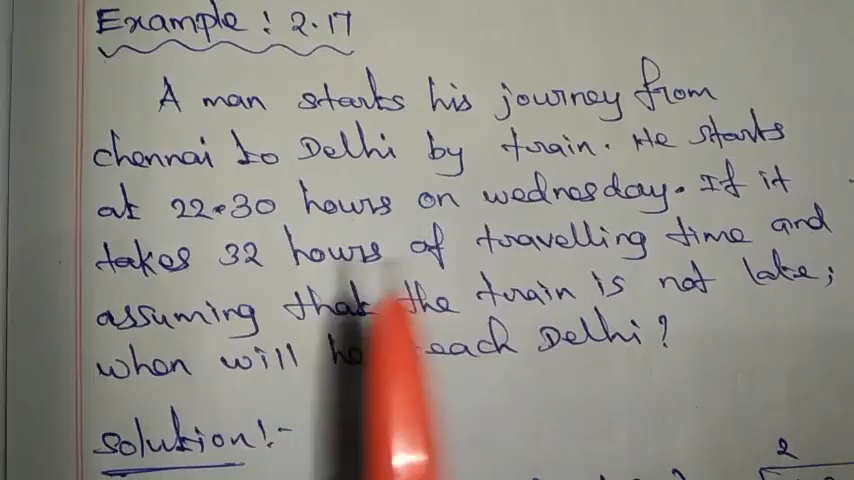 Example: 2.17
A man starts his journey from
chennai to Delhi by train. He starts
at 22.30 hours on wednesday. If it
takes 32 hours of travelling time and
assuming that the train is not late;
when will each Delhi?
Solution:-
2